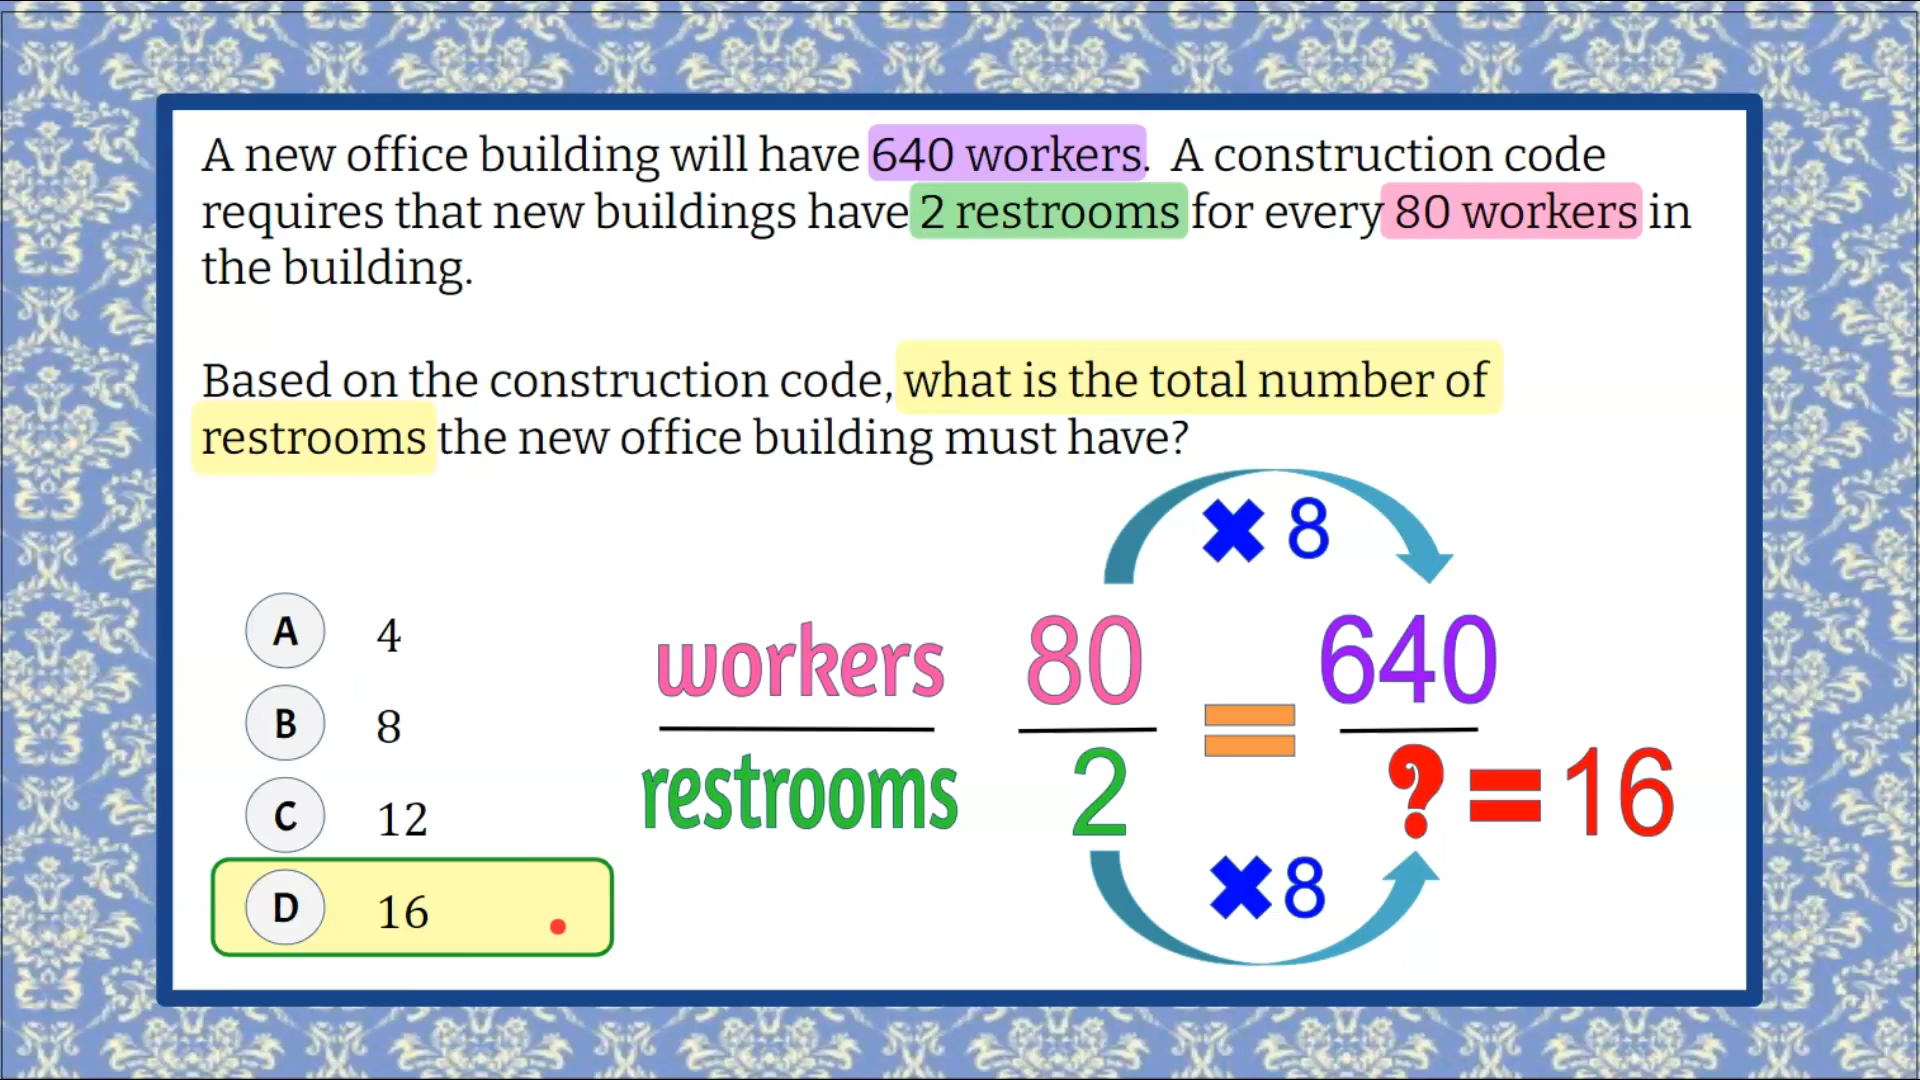 A new office building will have 640 workers. A construction code
requires that new buildings have 2 restrooms for every 80 workers in
the building.
Based on the construction code, what is the total number of
restrooms the new office building must have?
A 4
B 8
C 12
D 16
× 8
workers 80 = 640
restrooms 2 ? = 16
× 8